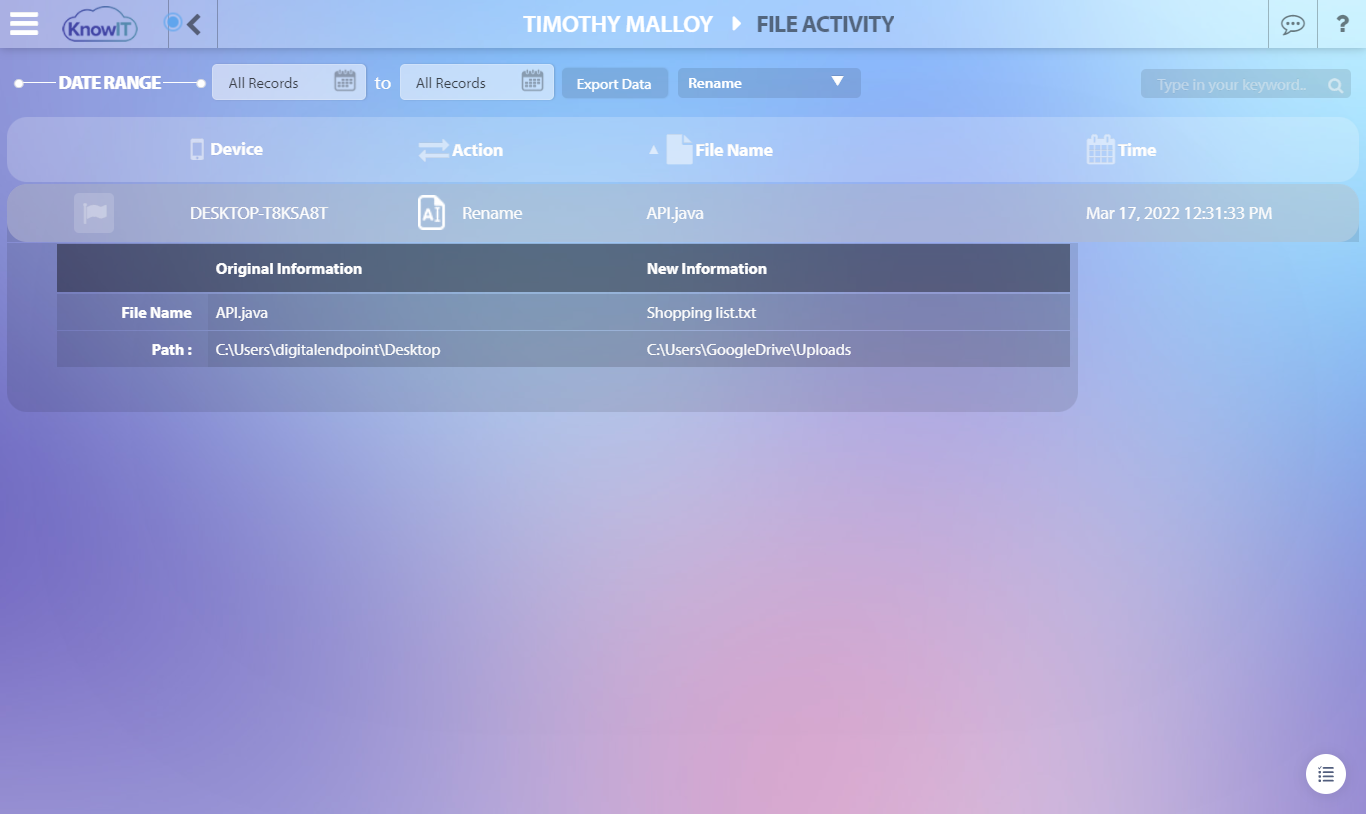 KnowIT
TIMOTHY MALLOY
FILE ACTIVITY
?
DATE RANGE
All Records
to
All Records
Export Data
Rename
Type in your keyword..
Device
Action
File Name
Time
DESKTOP-T8KSA8T
AI
Rename
API.java
Mar 17, 2022 12:31:33 PM
Original Information
New Information
File Name
API.java
Shopping list.txt
Path :
C:\Users\digitalendpoint\Desktop
C:\Users\GoogleDrive\Uploads